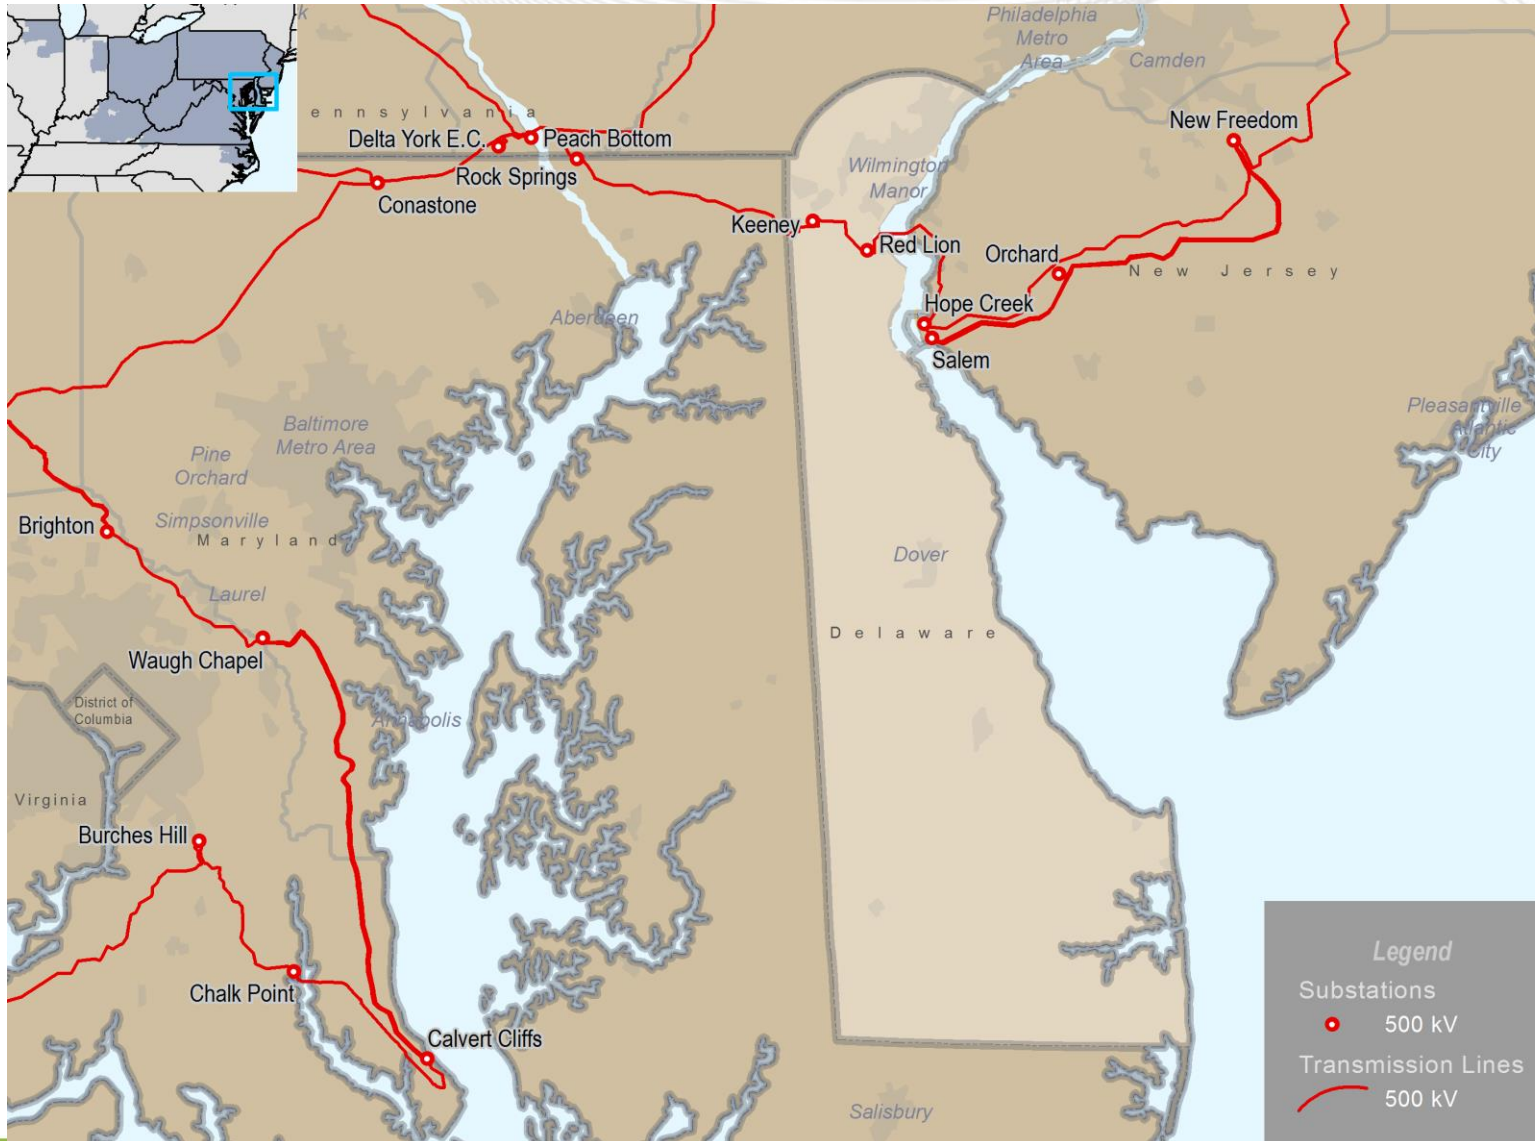 k
Philadelphia
Metro
Area
Camden
ennsylvania
New Freedom
Delta York E.C.
Peach Bottom
Rock Springs
Conastone
Wilmington
Manor
Keeney
Red Lion
Orchard
New Jersey
Hope Creek
Salem
Aberdeen
Baltimore
Metro Area
Pleasantville
Atlantic
City
Pine
Orchard
Simpsonville
Maryland
Brighton
Laurel
Dover
Delaware
Waugh Chapel
District of
Columbia
Annapolis
Virginia
Burches Hill
Chalk Point
Calvert Cliffs
Salisbury
Legend
Substations
500 kV
Transmission Lines
500 kV